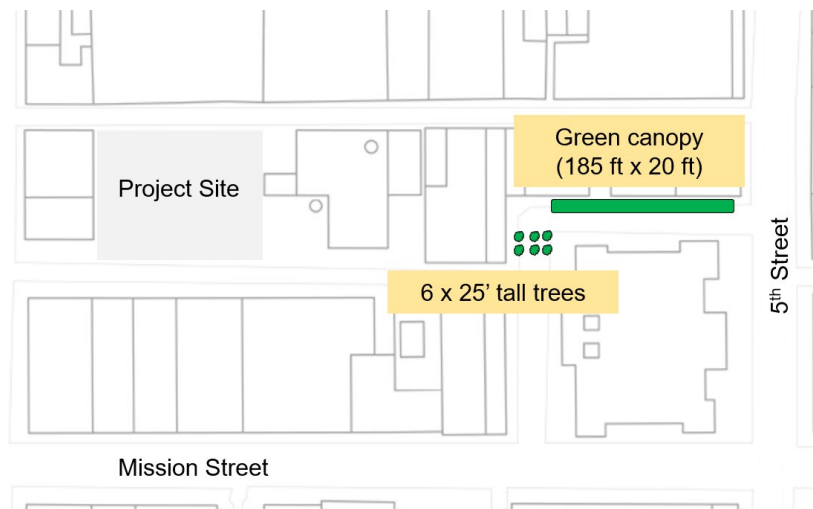 Green canopy
(185 ft x 20 ft)
Project Site
5th Street
6 x 25’ tall trees
Mission Street